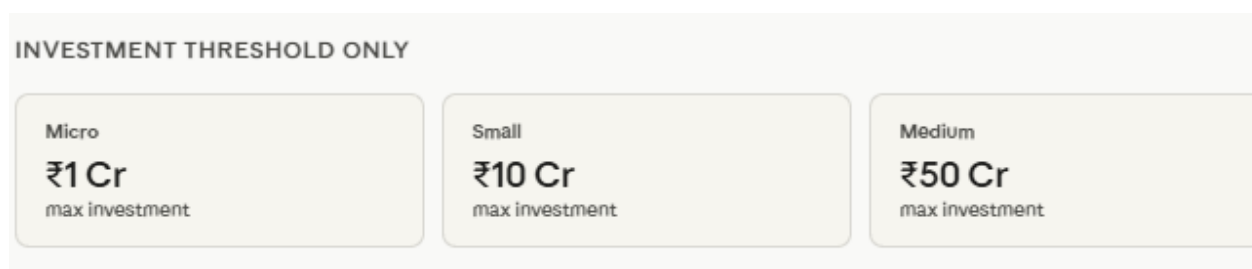 INVESTMENT THRESHOLD ONLY
Micro
₹1 Cr
max investment
Small
₹10 Cr
max investment
Medium
₹50 Cr
max investment